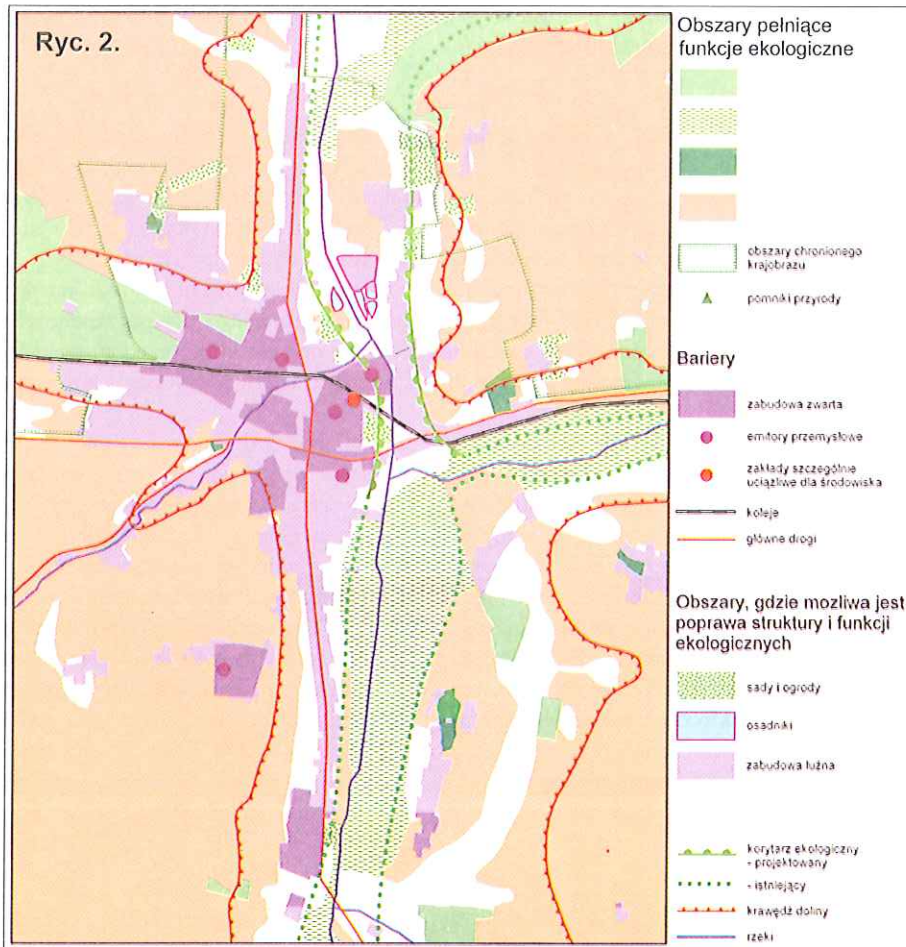 Ryc. 2.
Obszary pełniące
funkcje ekologiczne
obszary chronionego
krajobrazu
pomniki przyrody
Bariery
zabudowa zwarta
emitory przemysłowe
zakłady szczególnie
uciążliwe dla środowiska
koleje
główne drogi
Obszary, gdzie mozliwa jest
poprawa struktury i funkcji
ekologicznych
sady i ogrody
osadniki
zabudowa luźna
korytarz ekologiczny
- projektowany
- istniejący
krawędź doliny
rzeki